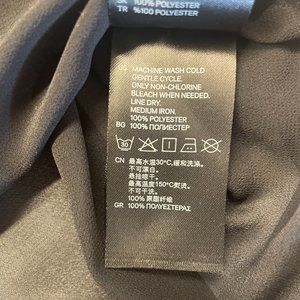 100% POLYESTER
TR %100 POLYESTER
MACHINE WASH COLD
GENTLE CYCLE.
ONLY NON-CHLORINE
BLEACH WHEN NEEDED.
LINE DRY.
MEDIUM IRON.
100% POLYESTER
BG 100% ПОЛИЕСТЕР
30
CN 最高水温30°C,缓和洗涤.
不可漂白.
悬挂晾干.
最高温度150°C熨烫.
不可干洗.
100% 聚酯纤维
GR 100% ΠΟΛΥΕΣΤΕΡΑΣ